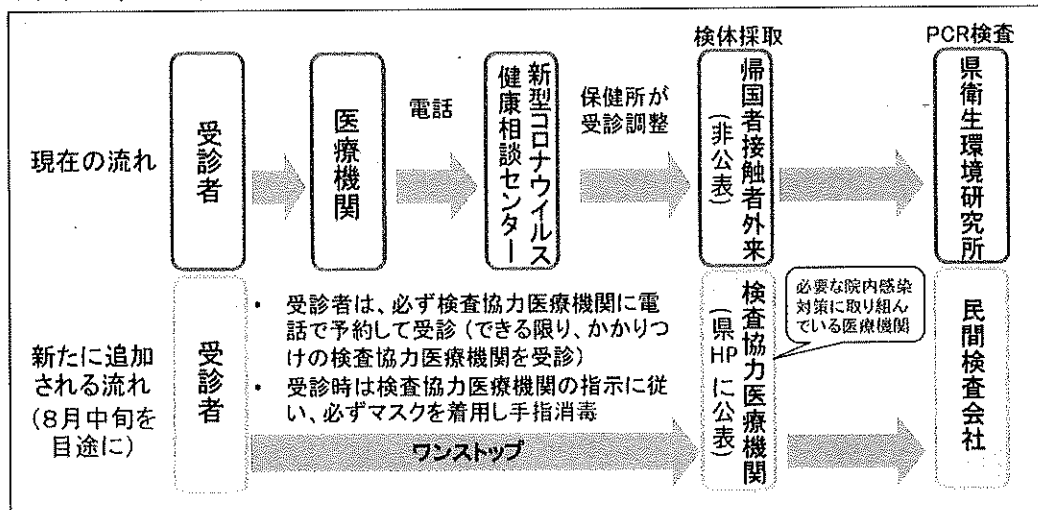 検体採取
PCR検査
現在の流れ
受診者
医療機関
電話
新型コロナウイルス
健康相談センター
保健所が
受診調整
帰国者接触者外来
(非公表)
県衛生環境研究所
新たに追加
される流れ
(8月中旬を
目途に)
受診者
• 受診者は、必ず検査協力医療機関に電
話で予約して受診(できる限り、かかりつ
けの検査協力医療機関を受診)
• 受診時は検査協力医療機関の指示に従
い、必ずマスクを着用し手指消毒
ワンストップ
検査協力医療機関
(県HPに公表)
必要な院内感染
対策に取り組ん
でいる医療機関
民間検査会社